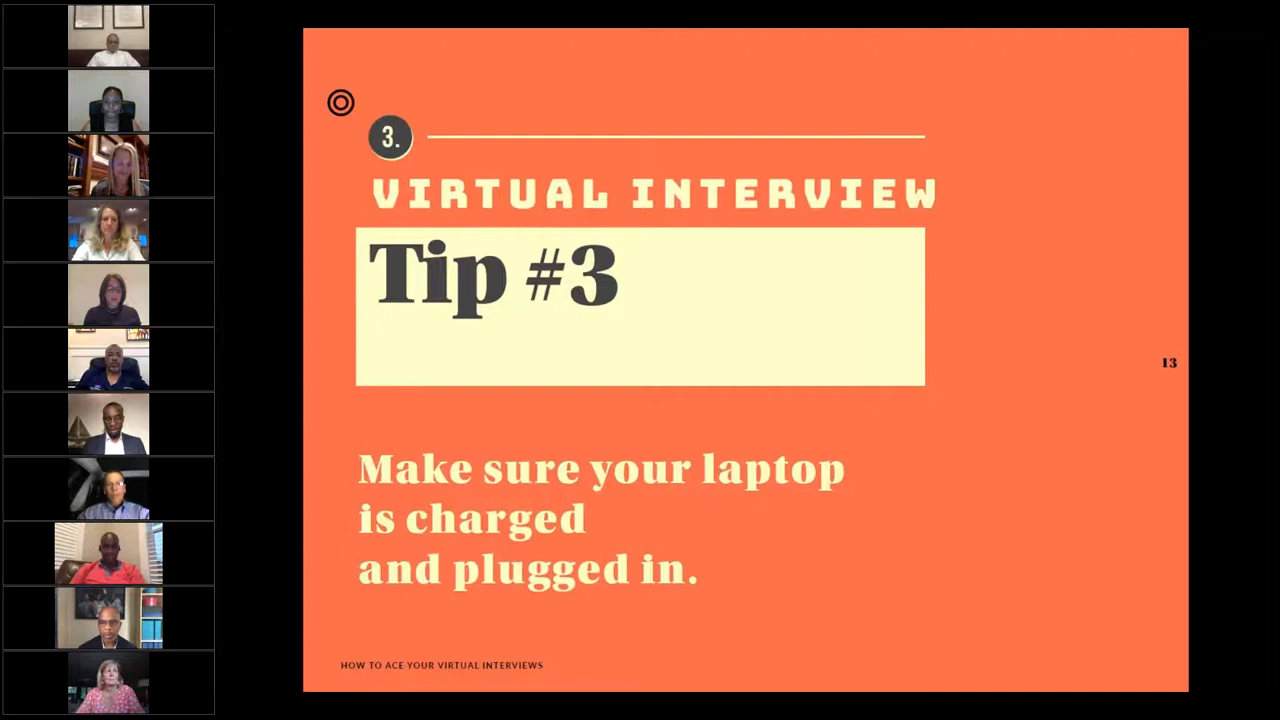 3.
VIRTUAL INTERVIEW
Tip #3
13
Make sure your laptop
is charged
and plugged in.
HOW TO ACE YOUR VIRTUAL INTERVIEWS